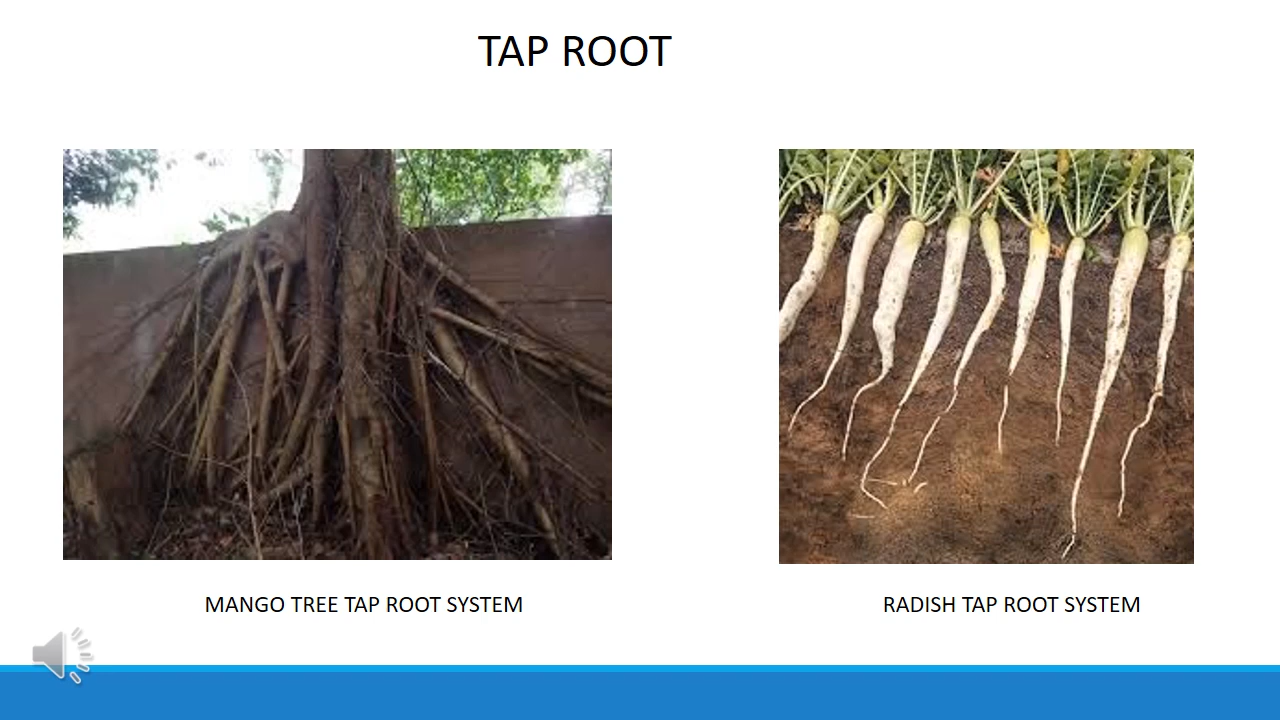 TAP ROOT
MANGO TREE TAP ROOT SYSTEM
RADISH TAP ROOT SYSTEM